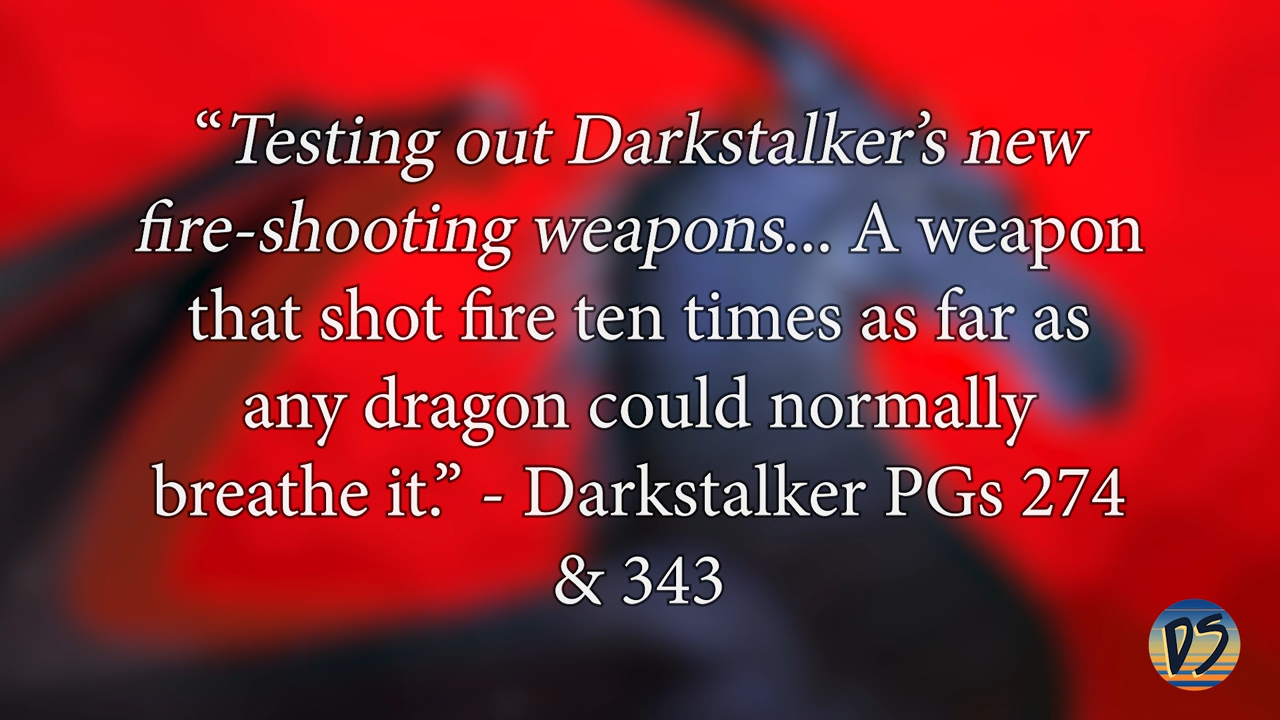 “Testing out Darkstalker’s new
fire-shooting weapons... A weapon
that shot fire ten times as far as
any dragon could normally
breathe it.” - Darkstalker PGs 274
& 343
DS